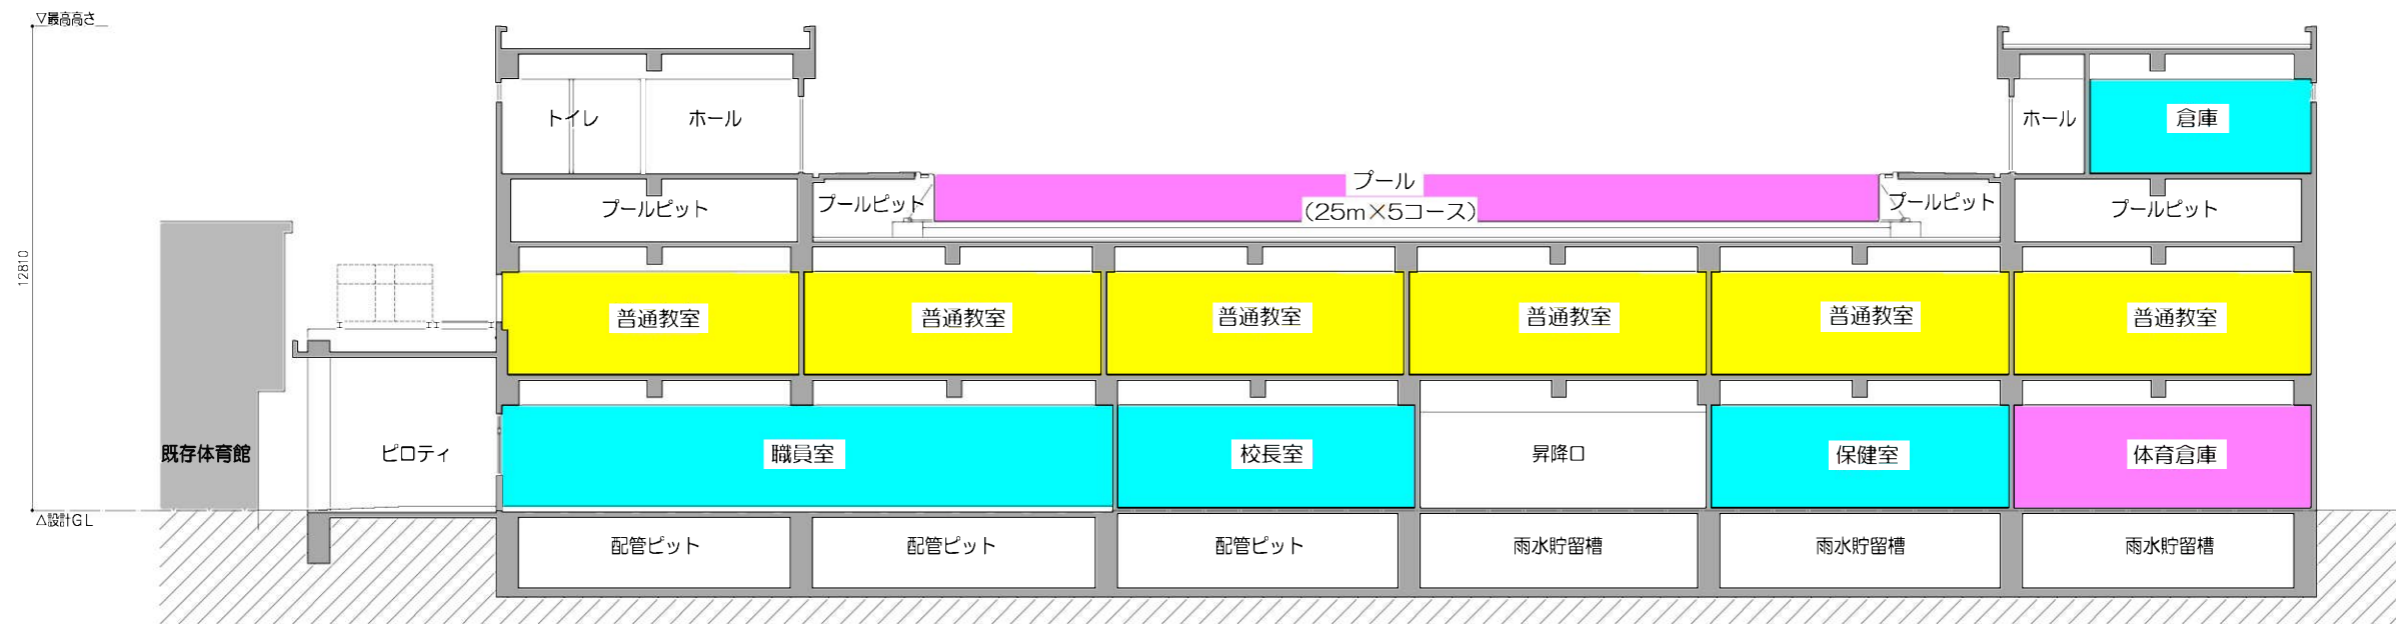 ▽最高高さ
トイレ
ホール
ホール
倉庫
プールピット
プールピット
プール
(25m×5コース)
プールピット
プールピット
12810
普通教室
普通教室
普通教室
普通教室
普通教室
普通教室
既存体育館
ピロティ
職員室
校長室
昇降口
保健室
体育倉庫
△設計GL
配管ピット
配管ピット
配管ピット
雨水貯留槽
雨水貯留槽
雨水貯留槽